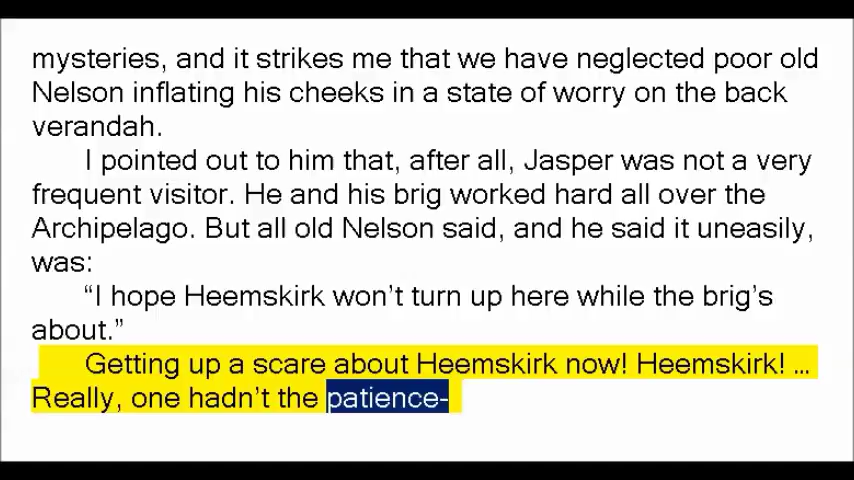 mysteries, and it strikes me that we have neglected poor old
Nelson inflating his cheeks in a state of worry on the back
verandah.
I pointed out to him that, after all, Jasper was not a very
frequent visitor. He and his brig worked hard all over the
Archipelago. But all old Nelson said, and he said it uneasily,
was:
“I hope Heemskirk won’t turn up here while the brig’s
about.”
Getting up a scare about Heemskirk now! Heemskirk! ...
Really, one hadn’t the patience-